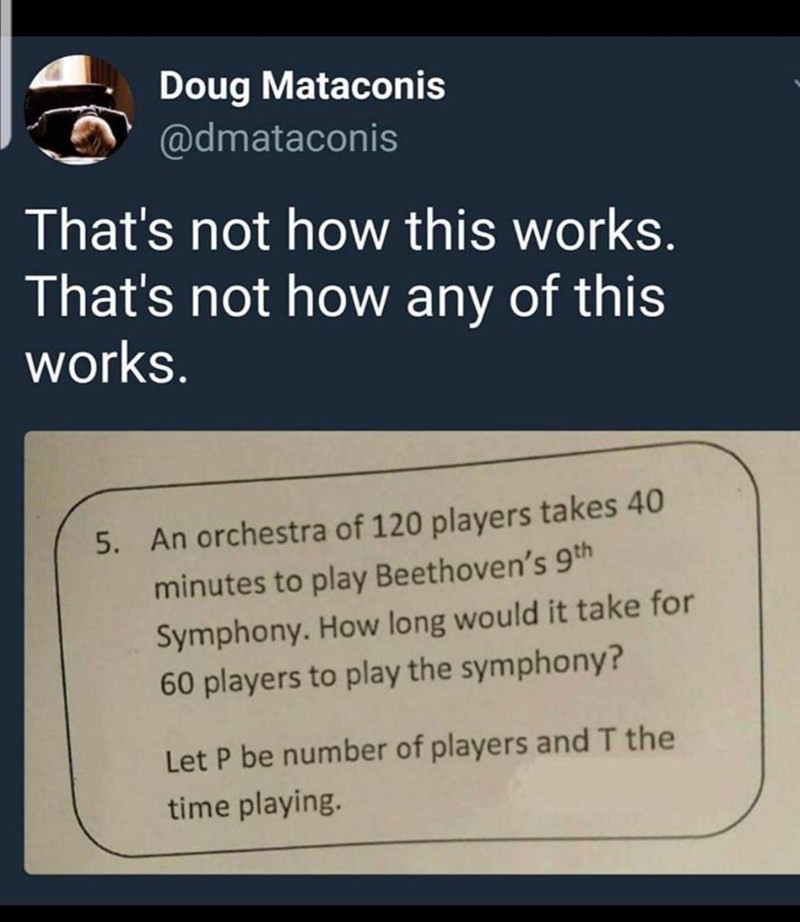 Doug Mataconis
@dmataconis
That's not how this works.
That's not how any of this
works.
5. An orchestra of 120 players takes 40
minutes to play Beethoven's 9th
Symphony. How long would it take for
60 players to play the symphony?
Let P be number of players and T the
time playing.